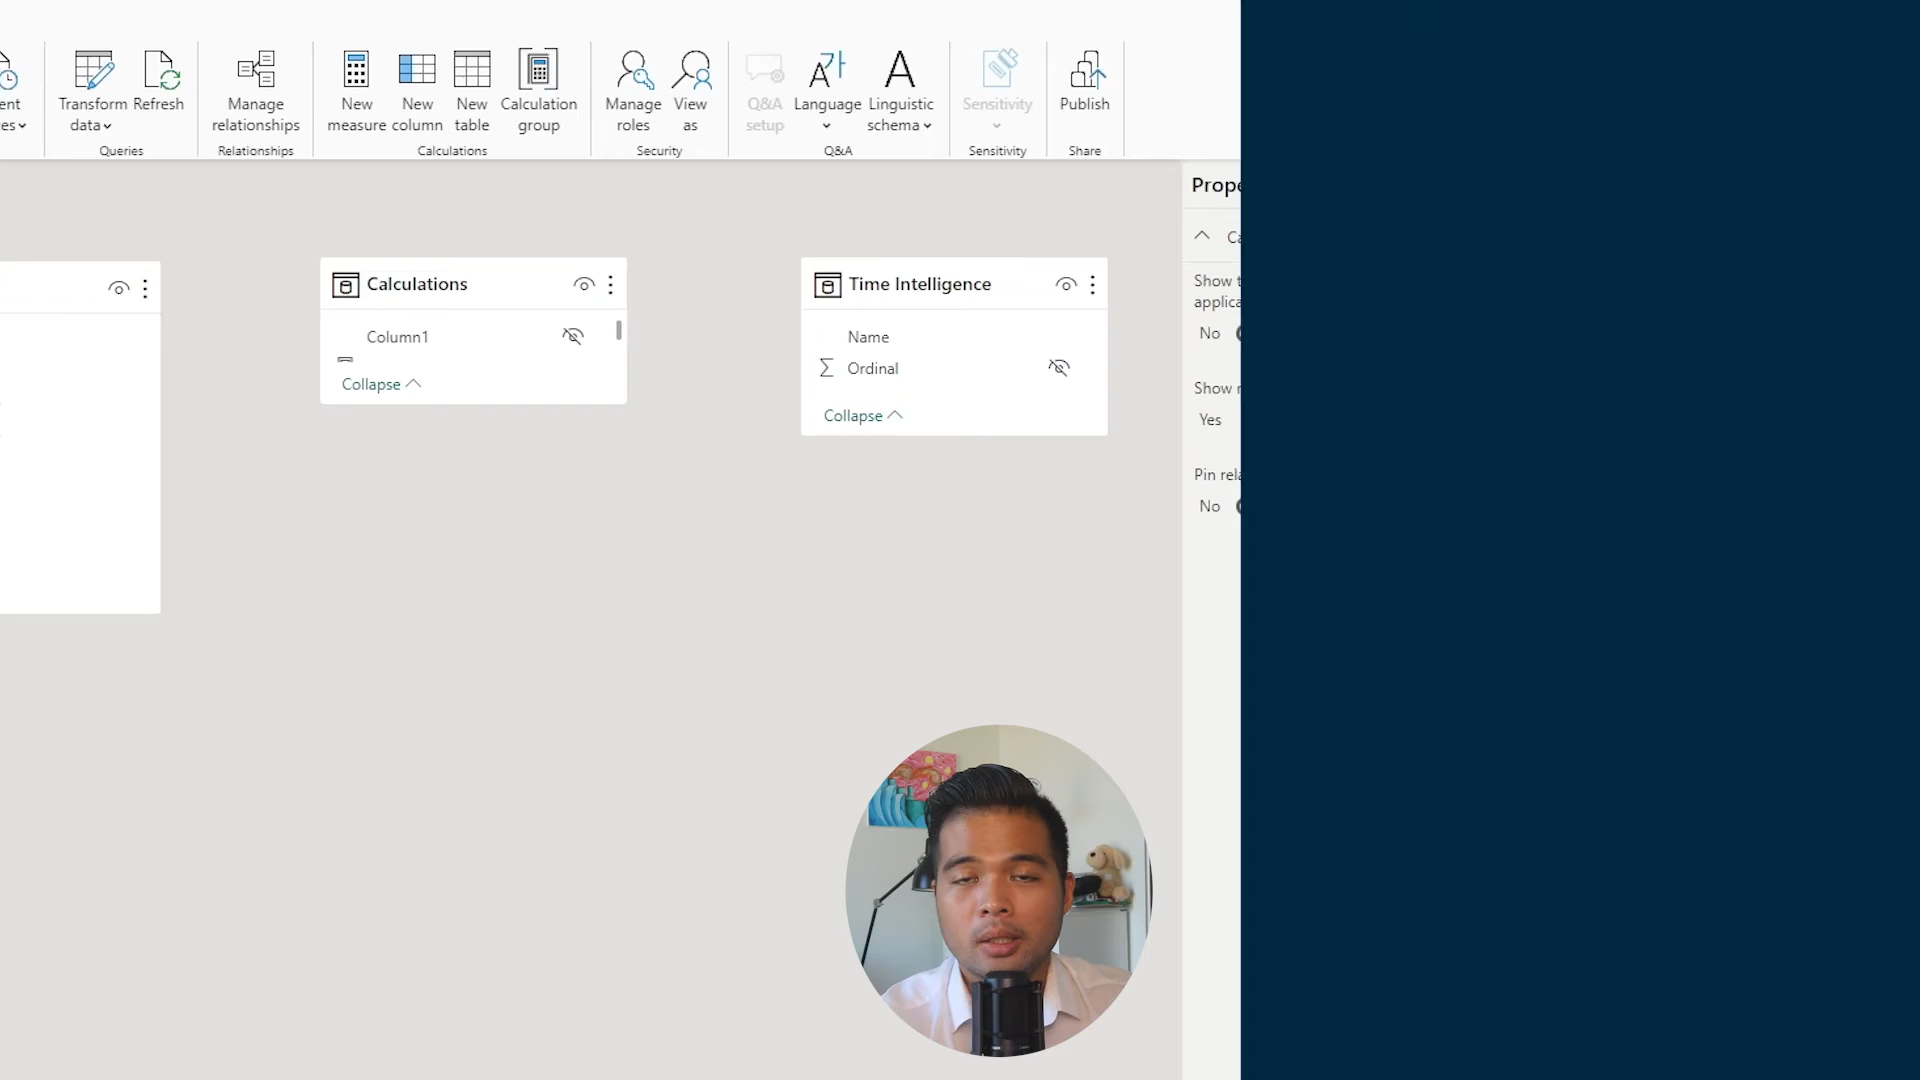 ent
es
Transform
data
Refresh
Queries
Manage
relationships
Relationships
New
measure
New
column
New
table
Calculation
group
Calculations
Manage
roles
View
as
Security
Q&A
setup
Language
Linguistic
schema
Q&A
Sensitivity
Sensitivity
Publish
Share
Prope
Ca
Show t
applica
No
Show r
Yes
Pin rela
No
Calculations
Column1
Collapse
Time Intelligence
Name
Ordinal
Collapse